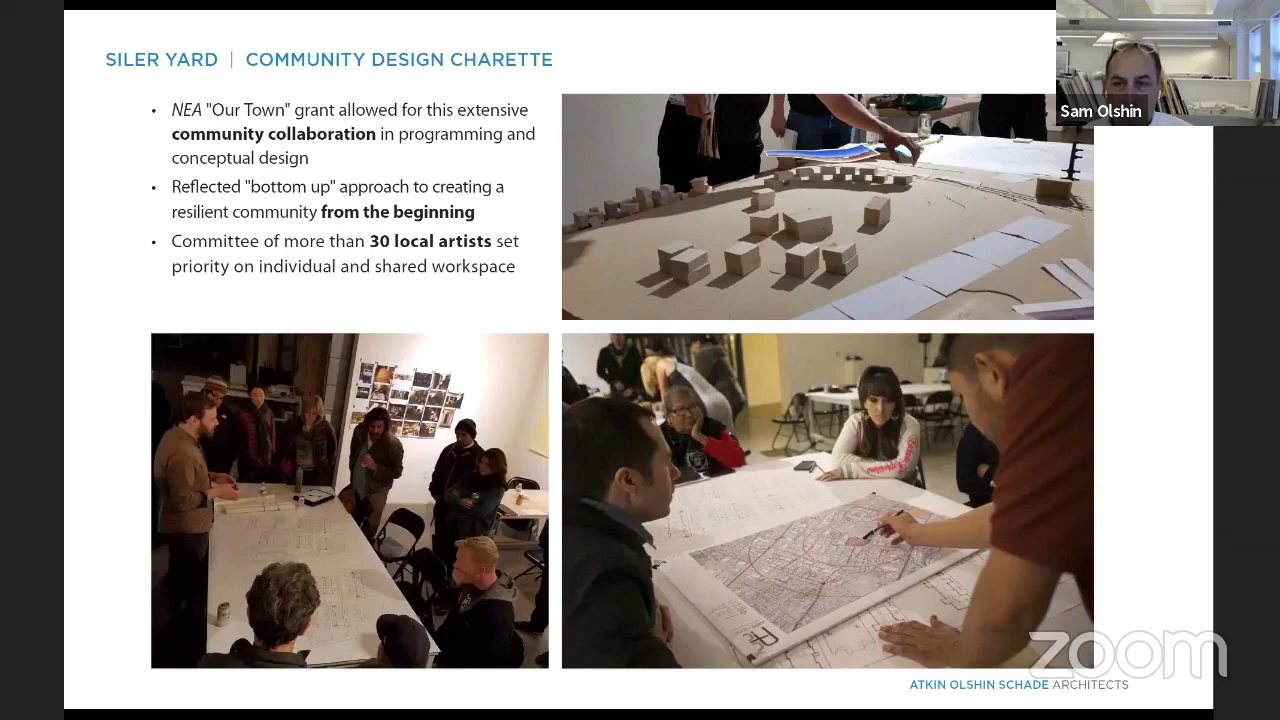 SILER YARD | COMMUNITY DESIGN CHARETTE
Sam Olshin
• NEA "Our Town" grant allowed for this extensive
community collaboration in programming and
conceptual design
• Reflected "bottom up" approach to creating a
resilient community from the beginning
• Committee of more than 30 local artists set
priority on individual and shared workspace
zoom
ATKIN OLSHIN SCHADE ARCHITECTS